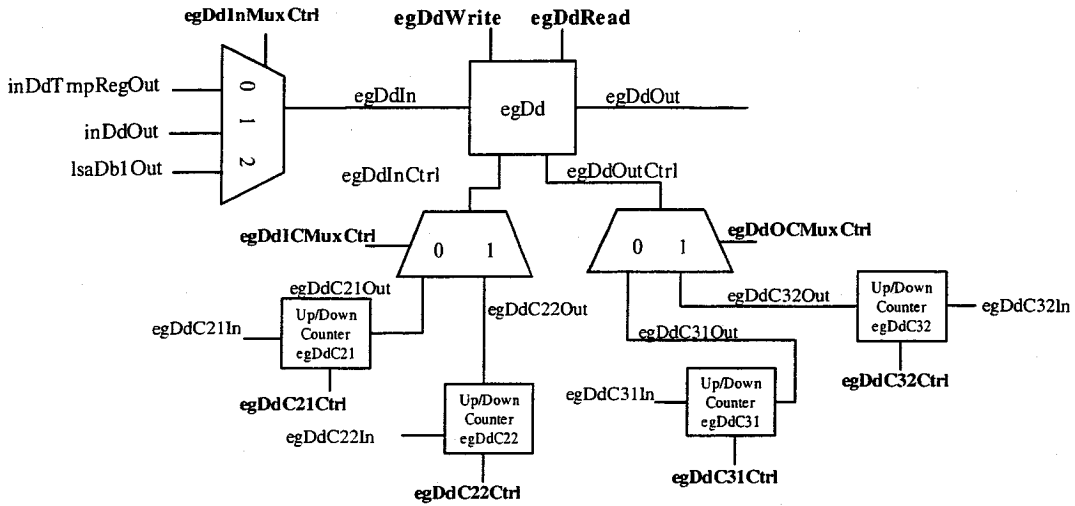 egDdInMuxCtrl
egDdWrite
egDdRead
inDdTmpRegOut
0
egDdIn
egDd
egDdOut
inDdOut
1
lsaDb1Out
2
egDdInCtrl
egDdOutCtrl
egDdICMuxCtrl
0 1
0 1
egDdOCMuxCtrl
egDdC21Out
egDdC22Out
egDdC32Out
Up/Down
Counter
egDdC32
egDdC32In
egDdC21In
Up/Down
Counter
egDdC21
egDdC31Out
egDdC21Ctrl
egDdC32Ctrl
egDdC31In
Up/Down
Counter
egDdC31
egDdC22In
Up/Down
Counter
egDdC22
egDdC31Ctrl
egDdC22Ctrl